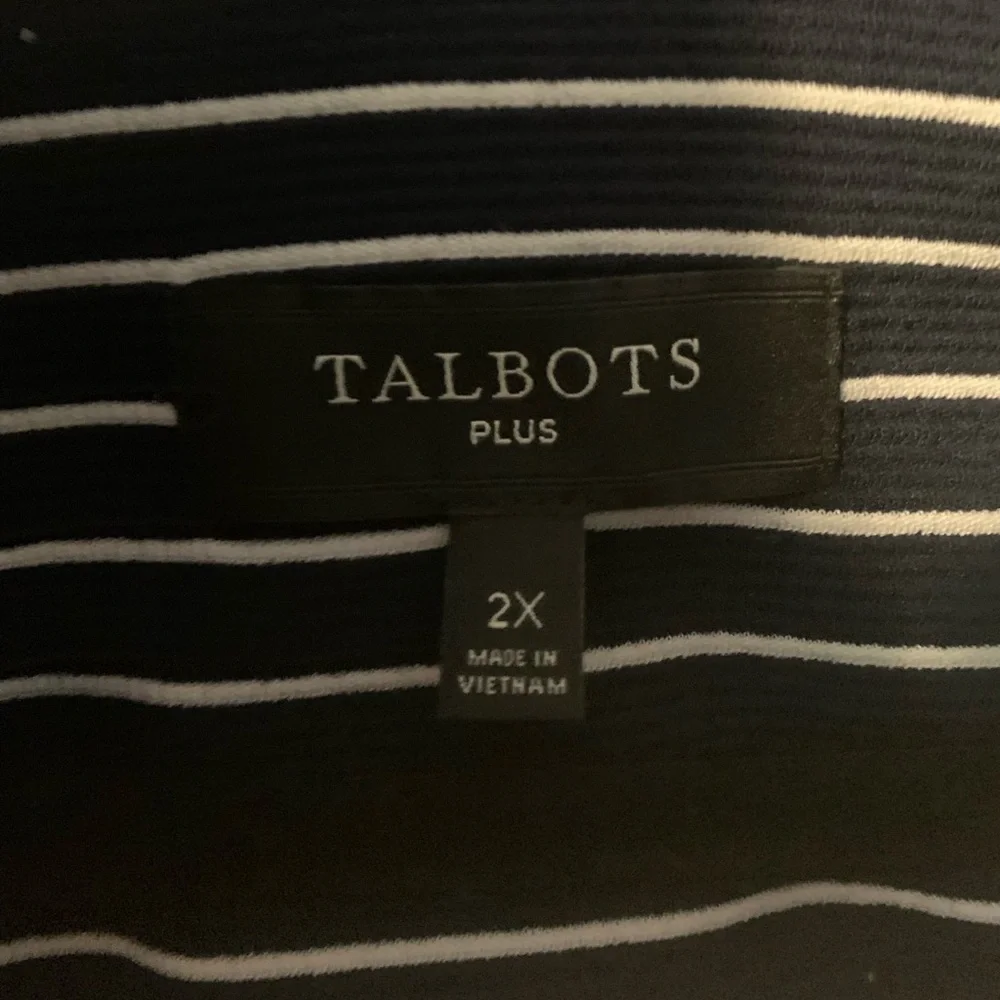 TALBOTS
PLUS
2X
MADE IN
VIETNAM